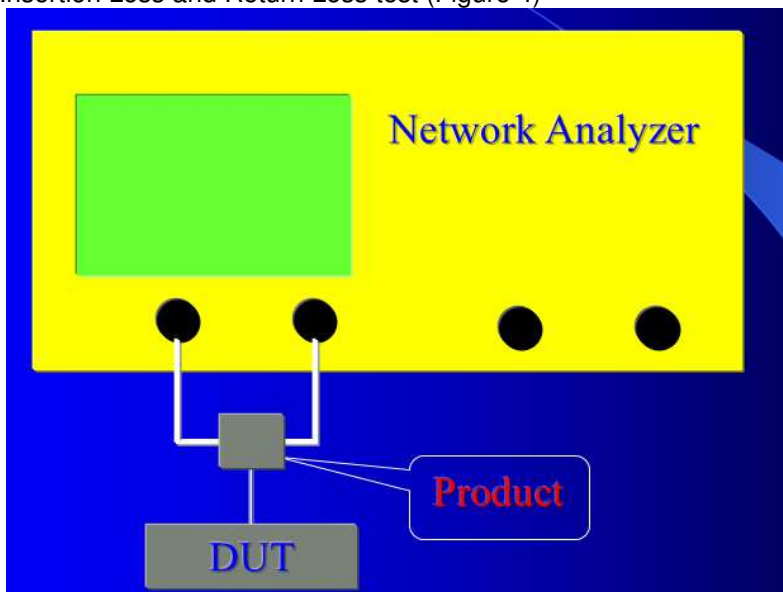 Insertion Loss and Return Loss test (Figure 4)
Network Analyzer
Product
DUT